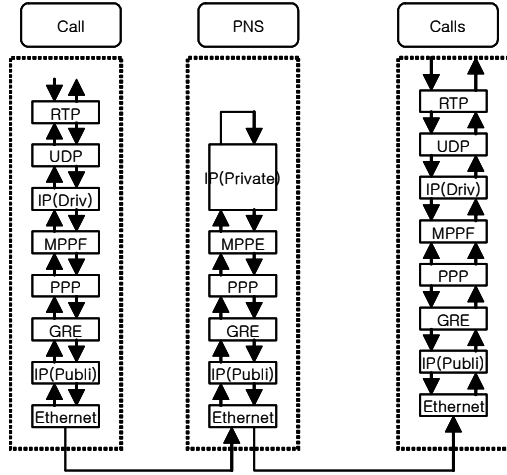 Call
PNS
Calls
RTP
UDP
IP(Driv)
MPPF
PPP
GRE
IP(Publi)
Ethernet
IP(Private)
MPPE
PPP
GRE
IP(Publi)
Ethernet
RTP
UDP
IP(Driv)
MPPF
PPP
GRE
IP(Publi)
Ethernet